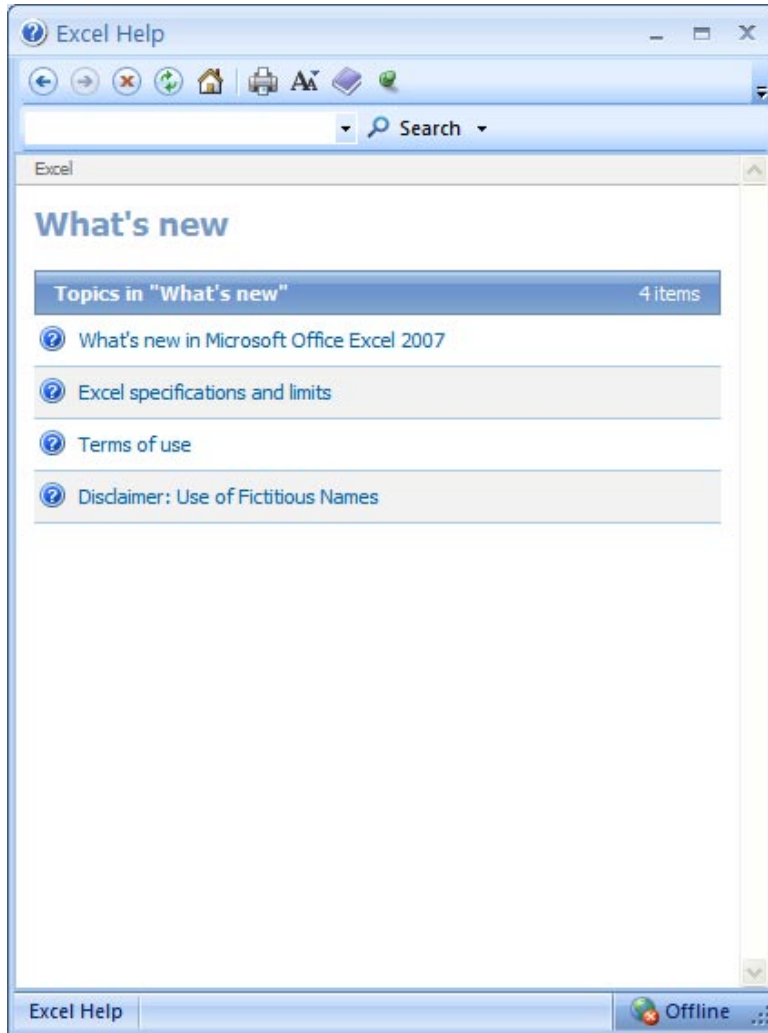 Excel Help
Search
Excel
What's new
Topics in "What's new" 4 items
What's new in Microsoft Office Excel 2007
Excel specifications and limits
Terms of use
Disclaimer: Use of Fictitious Names
Excel Help Offline